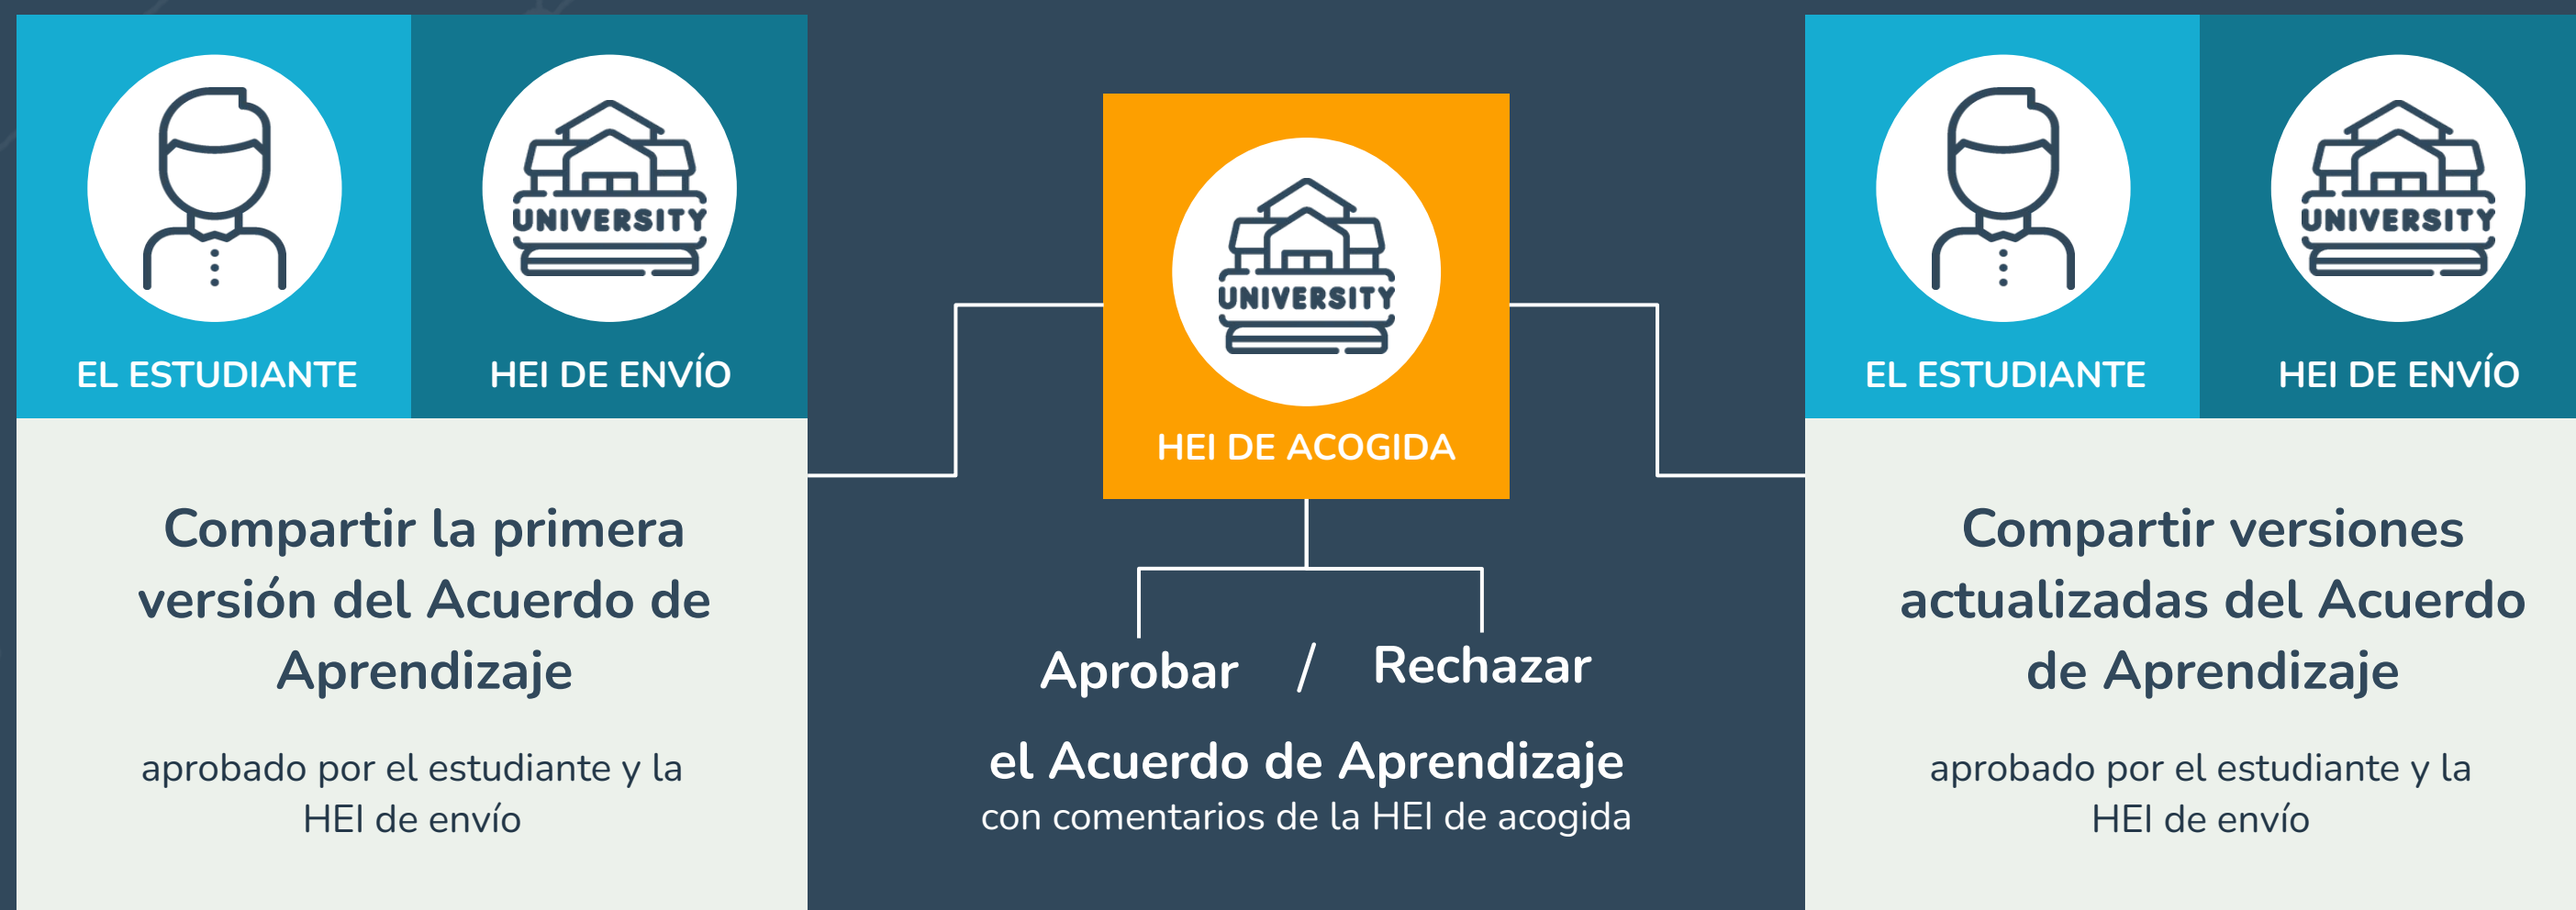 UNIVERSITY
EL ESTUDIANTE
HEI DE ENVÍO
Compartir la primera
versión del Acuerdo de
Aprendizaje
aprobado por el estudiante y la
HEI de envío
UNIVERSITY
HEI DE ACOGIDA
Aprobar / Rechazar
el Acuerdo de Aprendizaje
con comentarios de la HEI de acogida
UNIVERSITY
EL ESTUDIANTE
HEI DE ENVÍO
Compartir versiones
actualizadas del Acuerdo
de Aprendizaje
aprobado por el estudiante y la
HEI de envío